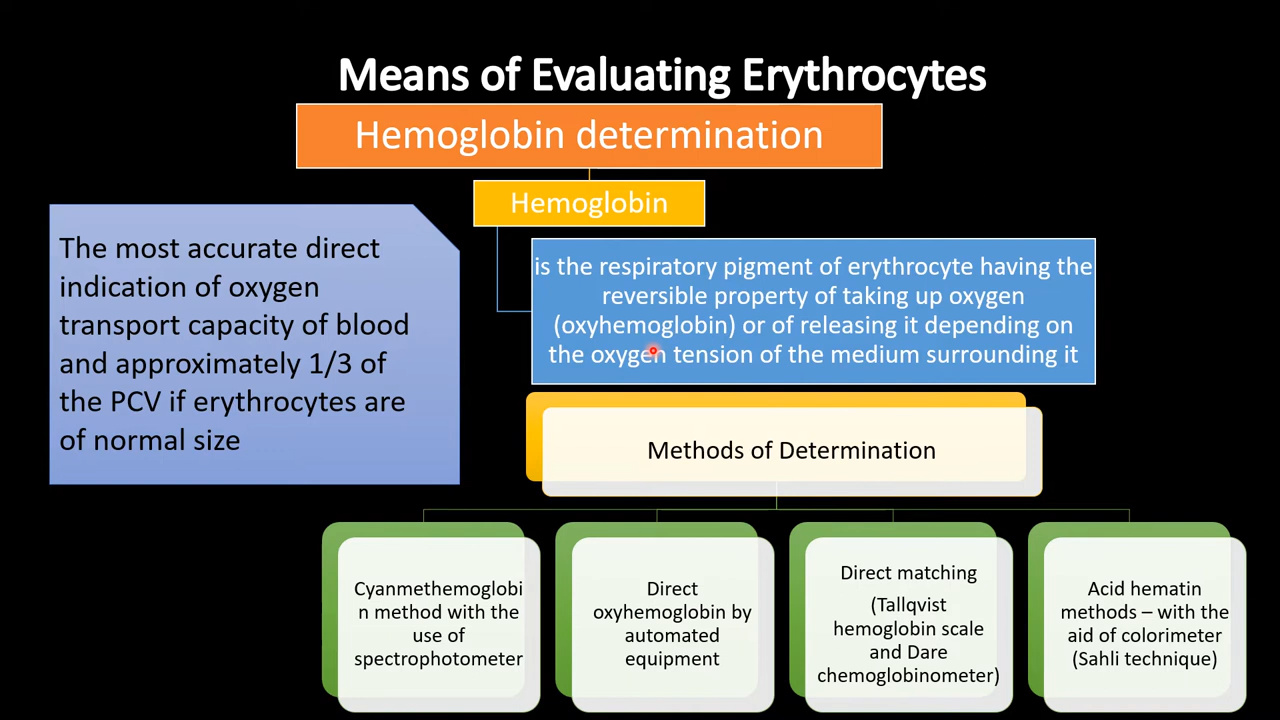 Means of Evaluating Erythrocytes
Hemoglobin determination
Hemoglobin
The most accurate direct
indication of oxygen
transport capacity of blood
and approximately 1/3 of
the PCV if erythrocytes are
of normal size
is the respiratory pigment of erythrocyte having the
reversible property of taking up oxygen
(oxyhemoglobin) or of releasing it depending on
the oxygen tension of the medium surrounding it
Methods of Determination
Cyanmethemoglobi
n method with the
use of
spectrophotometer
Direct
oxyhemoglobin by
automated
equipment
Direct matching
(Tallqvist
hemoglobin scale
and Dare
chemoglobinometer)
Acid hematin
methods – with the
aid of colorimeter
(Sahli technique)